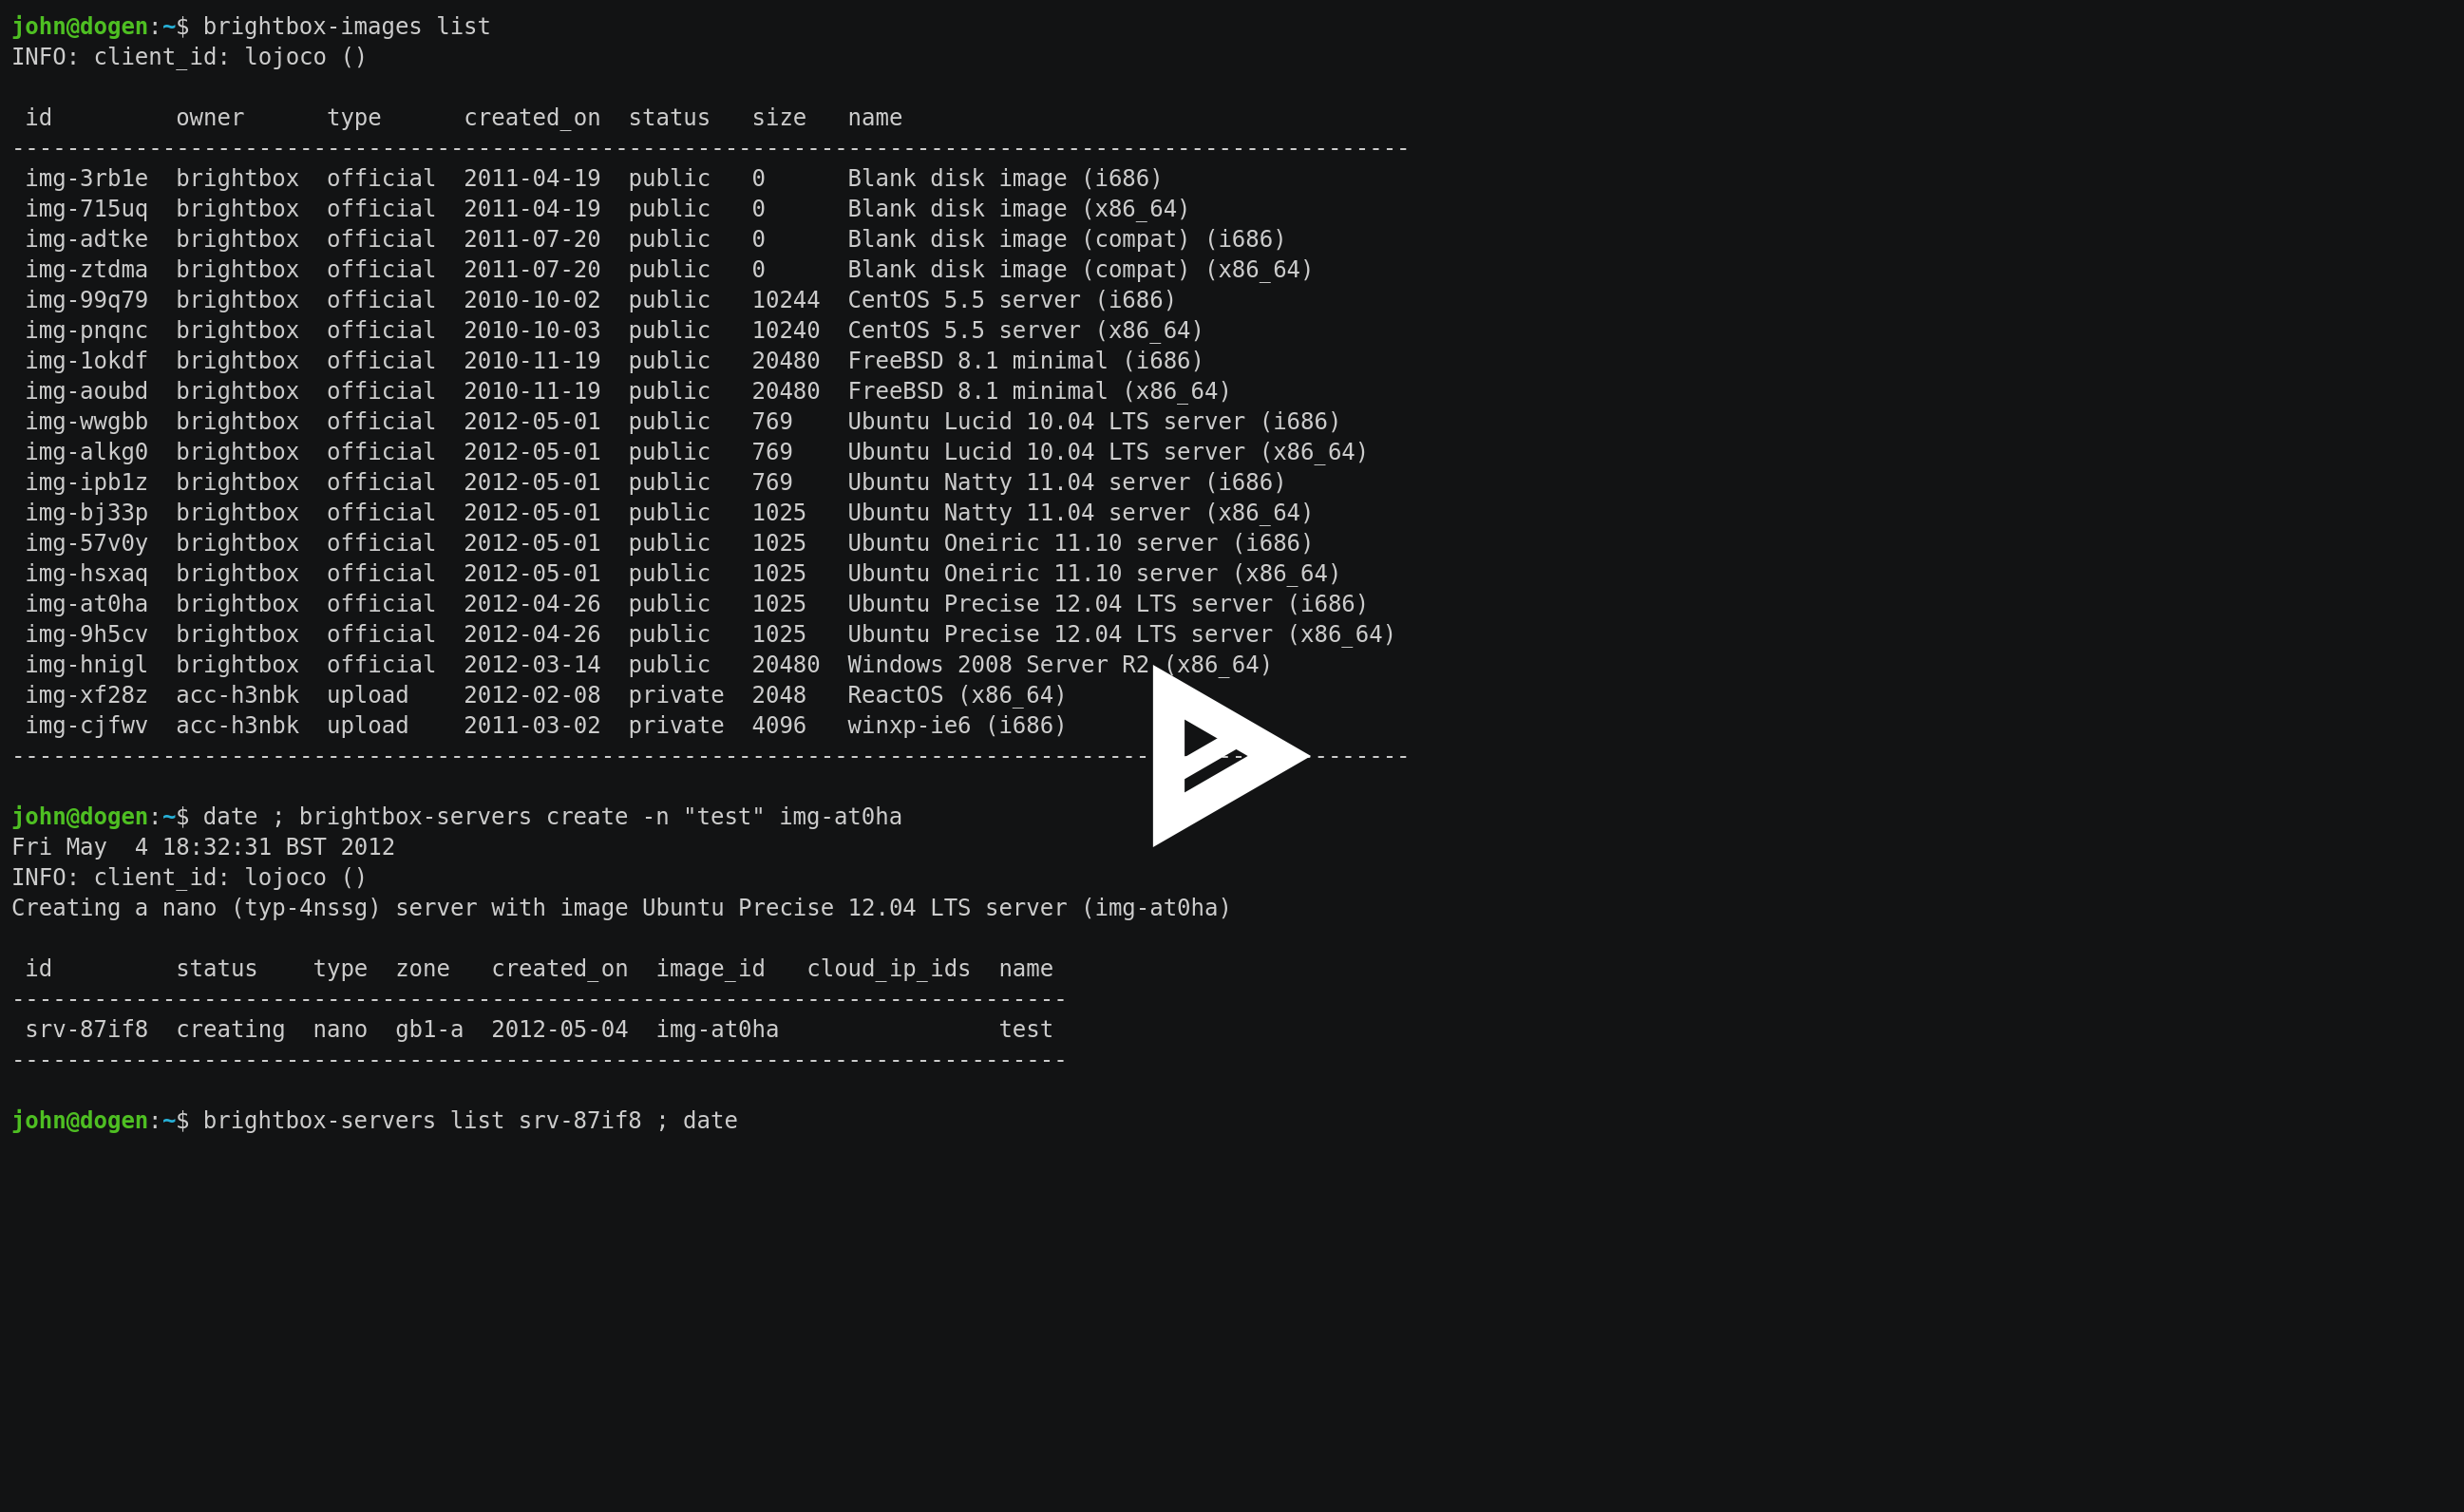 john@dogen:~$ brightbox-images list
INFO: client_id: lojoco ()
id         owner      type      created_on  status   size   name
------------------------------------------------------------------------------------------------------
img-3rb1e  brightbox  official  2011-04-19  public   0      Blank disk image (i686)
img-715uq  brightbox  official  2011-04-19  public   0      Blank disk image (x86_64)
img-adtke  brightbox  official  2011-07-20  public   0      Blank disk image (compat) (i686)
img-ztdma  brightbox  official  2011-07-20  public   0      Blank disk image (compat) (x86_64)
img-99q79  brightbox  official  2010-10-02  public   10244  CentOS 5.5 server (i686)
img-pnqnc  brightbox  official  2010-10-03  public   10240  CentOS 5.5 server (x86_64)
img-1okdf  brightbox  official  2010-11-19  public   20480  FreeBSD 8.1 minimal (i686)
img-aoubd  brightbox  official  2010-11-19  public   20480  FreeBSD 8.1 minimal (x86_64)
img-wwgbb  brightbox  official  2012-05-01  public   769    Ubuntu Lucid 10.04 LTS server (i686)
img-alkg0  brightbox  official  2012-05-01  public   769    Ubuntu Lucid 10.04 LTS server (x86_64)
img-ipb1z  brightbox  official  2012-05-01  public   769    Ubuntu Natty 11.04 server (i686)
img-bj33p  brightbox  official  2012-05-01  public   1025   Ubuntu Natty 11.04 server (x86_64)
img-57v0y  brightbox  official  2012-05-01  public   1025   Ubuntu Oneiric 11.10 server (i686)
img-hsxaq  brightbox  official  2012-05-01  public   1025   Ubuntu Oneiric 11.10 server (x86_64)
img-at0ha  brightbox  official  2012-04-26  public   1025   Ubuntu Precise 12.04 LTS server (i686)
img-9h5cv  brightbox  official  2012-04-26  public   1025   Ubuntu Precise 12.04 LTS server (x86_64)
img-hnigl  brightbox  official  2012-03-14  public   20480  Windows 2008 Server R2 (x86_64)
img-xf28z  acc-h3nbk  upload    2012-02-08  private  2048   ReactOS (x86_64)
img-cjfwv  acc-h3nbk  upload    2011-03-02  private  4096   winxp-ie6 (i686)
------------------------------------------------------------------------------------------------------
john@dogen:~$ date ; brightbox-servers create -n "test" img-at0ha
Fri May  4 18:32:31 BST 2012
INFO: client_id: lojoco ()
Creating a nano (typ-4nssg) server with image Ubuntu Precise 12.04 LTS server (img-at0ha)
id         status    type  zone   created_on  image_id   cloud_ip_ids  name
-----------------------------------------------------------------------------
srv-87if8  creating  nano  gb1-a  2012-05-04  img-at0ha                test
-----------------------------------------------------------------------------
john@dogen:~$ brightbox-servers list srv-87if8 ; date